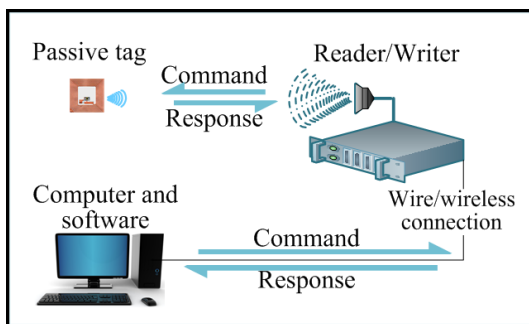 Passive tag
Reader/Writer
Command
Response
Computer and
software
Wire/wireless
connection
Command
Response